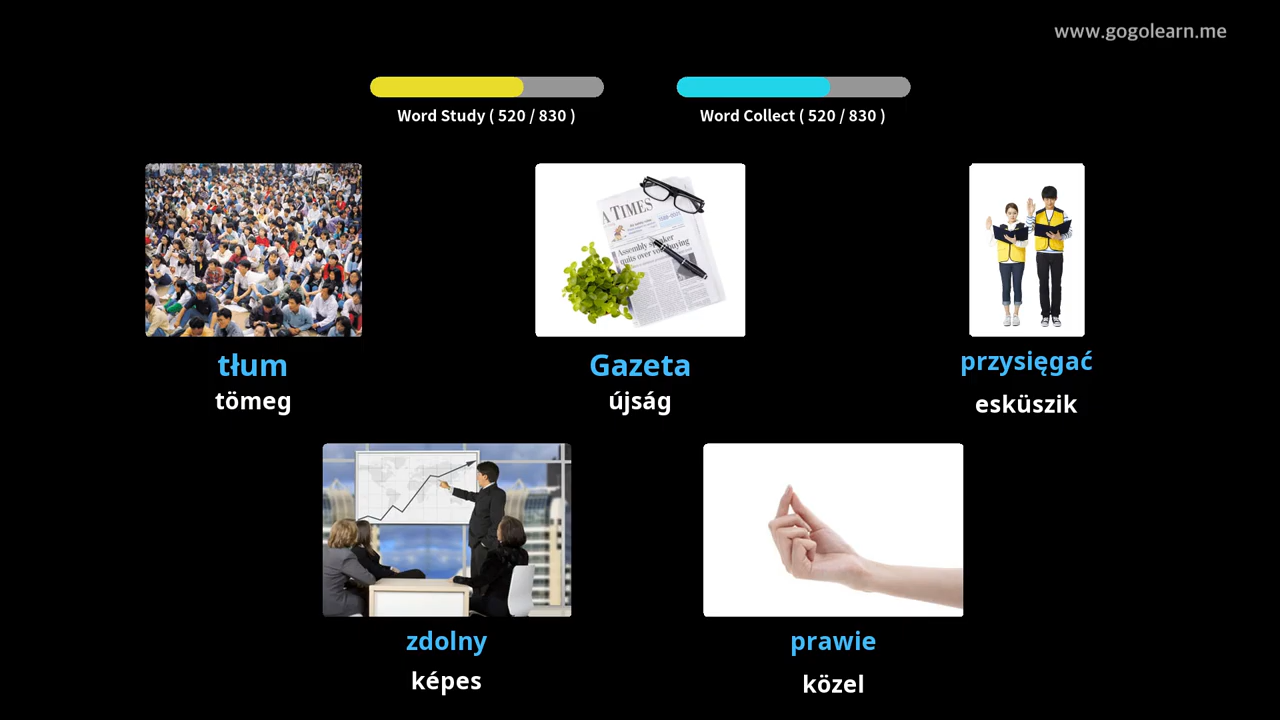 www.gogolearn.me
Word Study ( 520 / 830 )
Word Collect ( 520 / 830 )
A TIMES
tłum
tömeg
Gazeta
újság
przysięgać
esküszik
zdolny
képes
prawie
közel